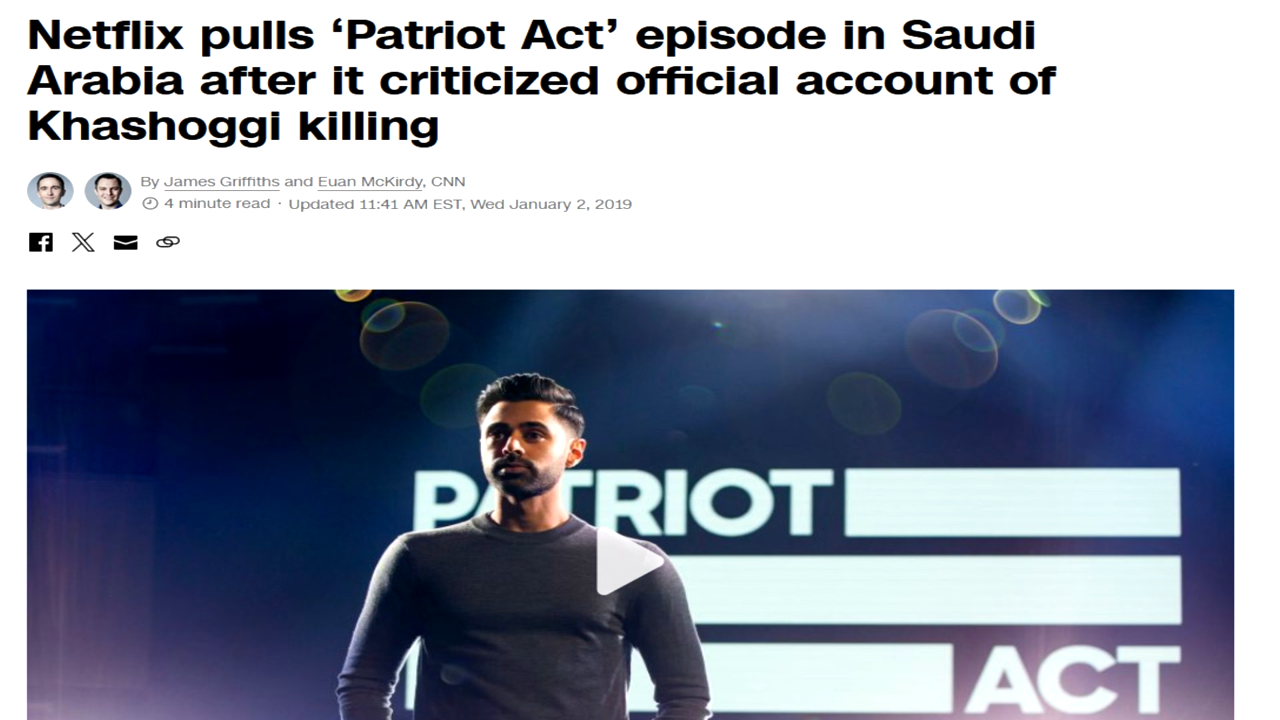 Netflix pulls ‘Patriot Act’ episode in Saudi
Arabia after it criticized official account of
Khashoggi killing
By James Griffiths and Euan McKirdy, CNN
4 minute read · Updated 11:41 AM EST, Wed January 2, 2019
PATRIOT
ACT